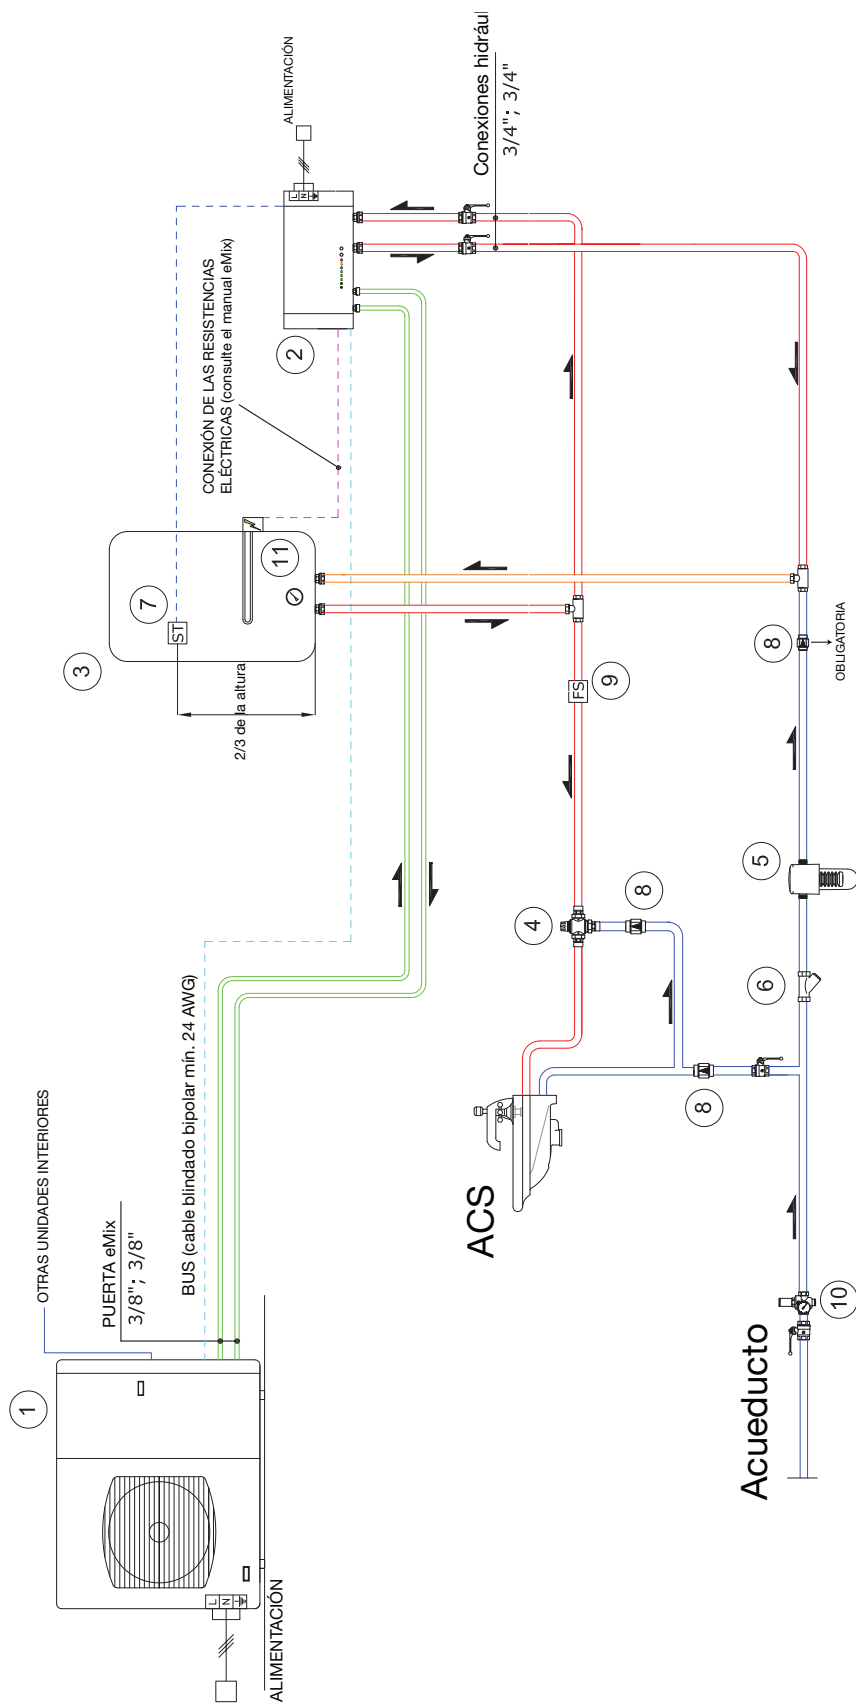 1
OTRAS UNIDADES INTERIORES
PUERTA eMix
3/8"; 3/8"
BUS (cable blindado bipolar mín. 24 AWG)
L
N
ALIMENTACIÓN
3
7
ST
2/3 de la altura
11
CONEXIÓN DE LAS RESISTENCIAS
ELÉCTRICAS (consulte el manual eMix)
2
L
N
ALIMENTACIÓN
Conexiones hidrául
3/4"; 3/4"
ACS
4
8
8
FS
9
Acueducto
10
6
5
8
OBLIGATORIA